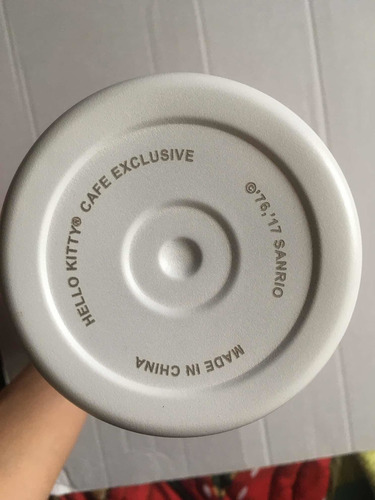 HELLO KITTY® CAFE EXCLUSIVE
©'76,'17 SANRIO
MADE IN CHINA